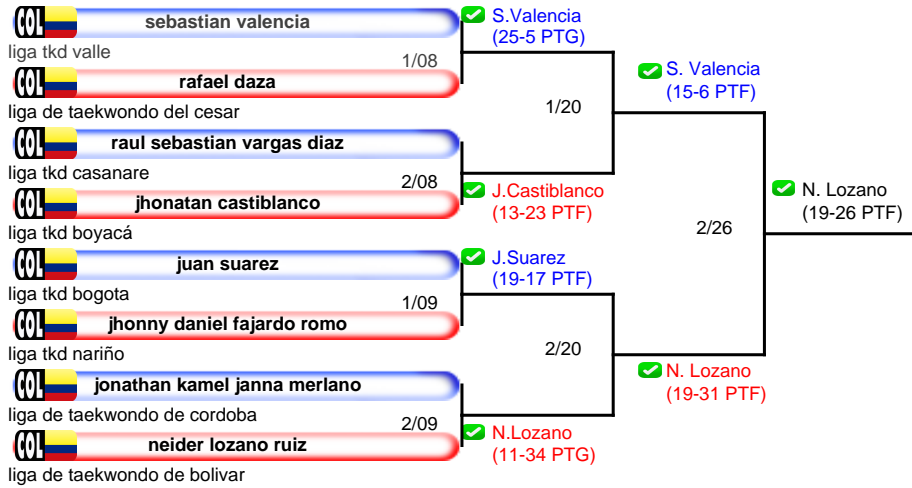 COL sebastian valencia
liga tkd valle
1/08
COL rafael daza
liga de taekwondo del cesar
COL raul sebastian vargas diaz
liga tkd casanare
2/08
COL jhonatan castiblanco
liga tkd boyacá
COL juan suarez
liga tkd bogota
1/09
COL jhonny daniel fajardo romo
liga tkd nariño
COL jonathan kamel janna merlano
liga de taekwondo de cordoba
2/09
COL neider lozano ruiz
liga de taekwondo de bolivar
S.Valencia
(25-5 PTG)
1/20
J.Castiblanco
(13-23 PTF)
J.Suarez
(19-17 PTF)
2/20
N.Lozano
(11-34 PTG)
S. Valencia
(15-6 PTF)
2/26
N. Lozano
(19-31 PTF)
N. Lozano
(19-26 PTF)